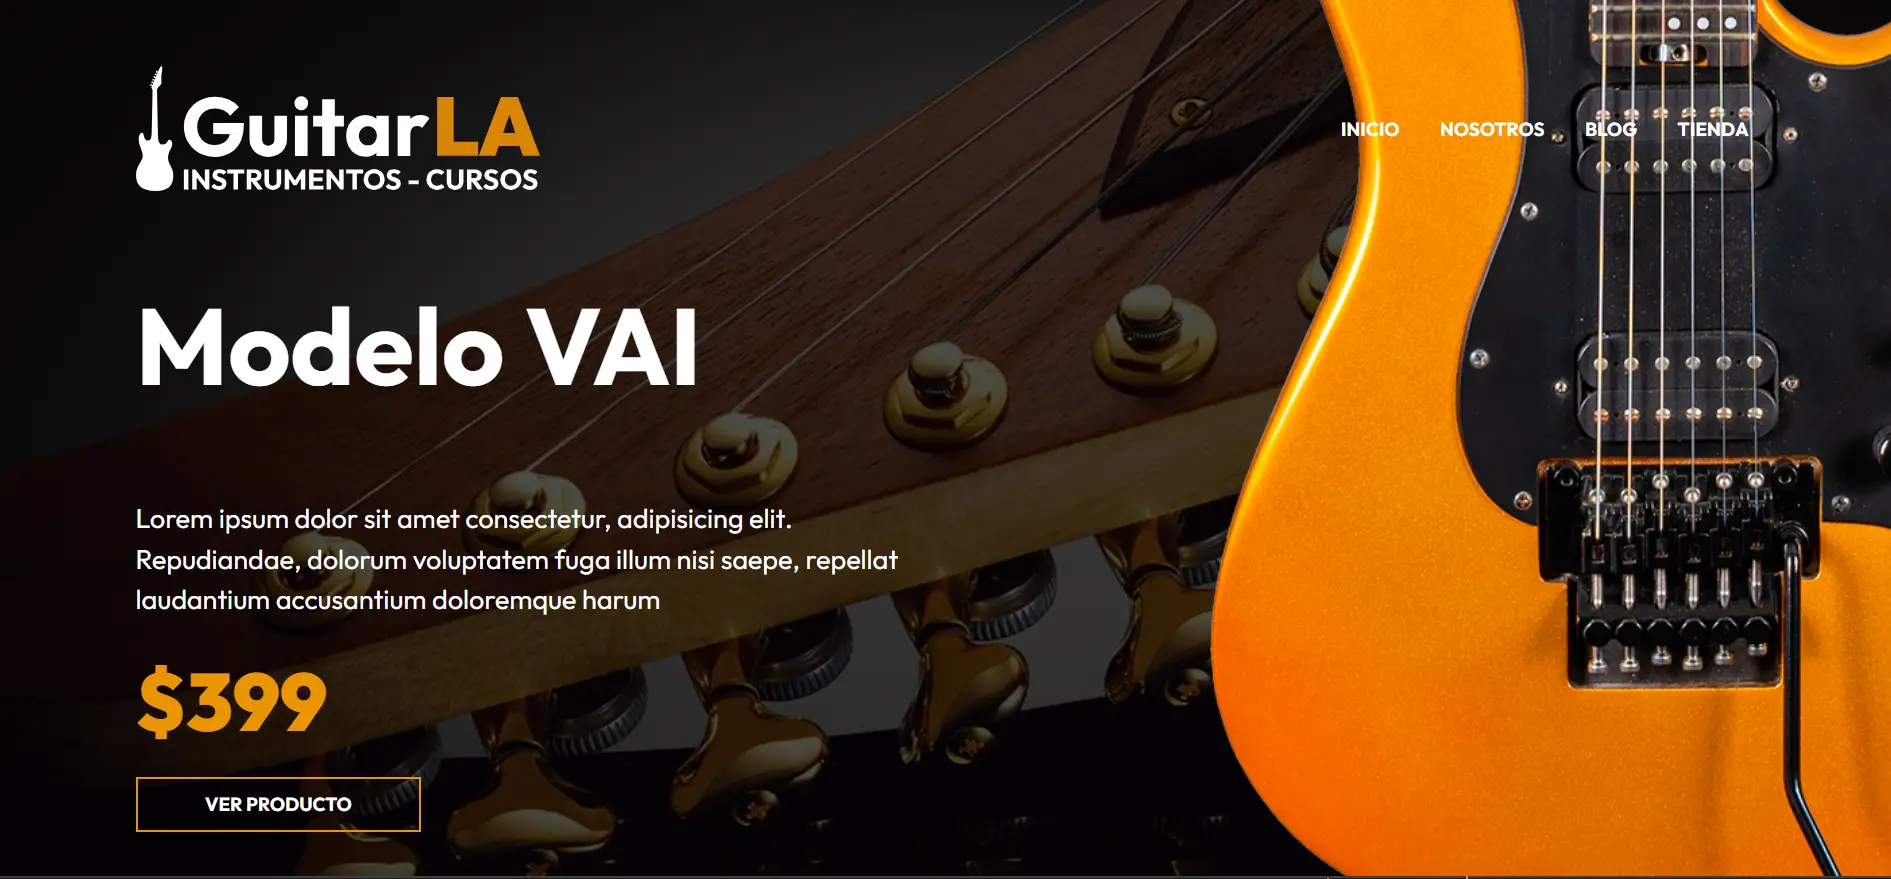 GuitarLA
INSTRUMENTOS - CURSOS
INICIO NOSOTROS BLOG TIENDA
Modelo VAI
Lorem ipsum dolor sit amet consectetur, adipisicing elit.
Repudiandae, dolorum voluptatem fuga illum nisi saepe, repellat
laudantium accusantium doloremque harum
$399
VER PRODUCTO